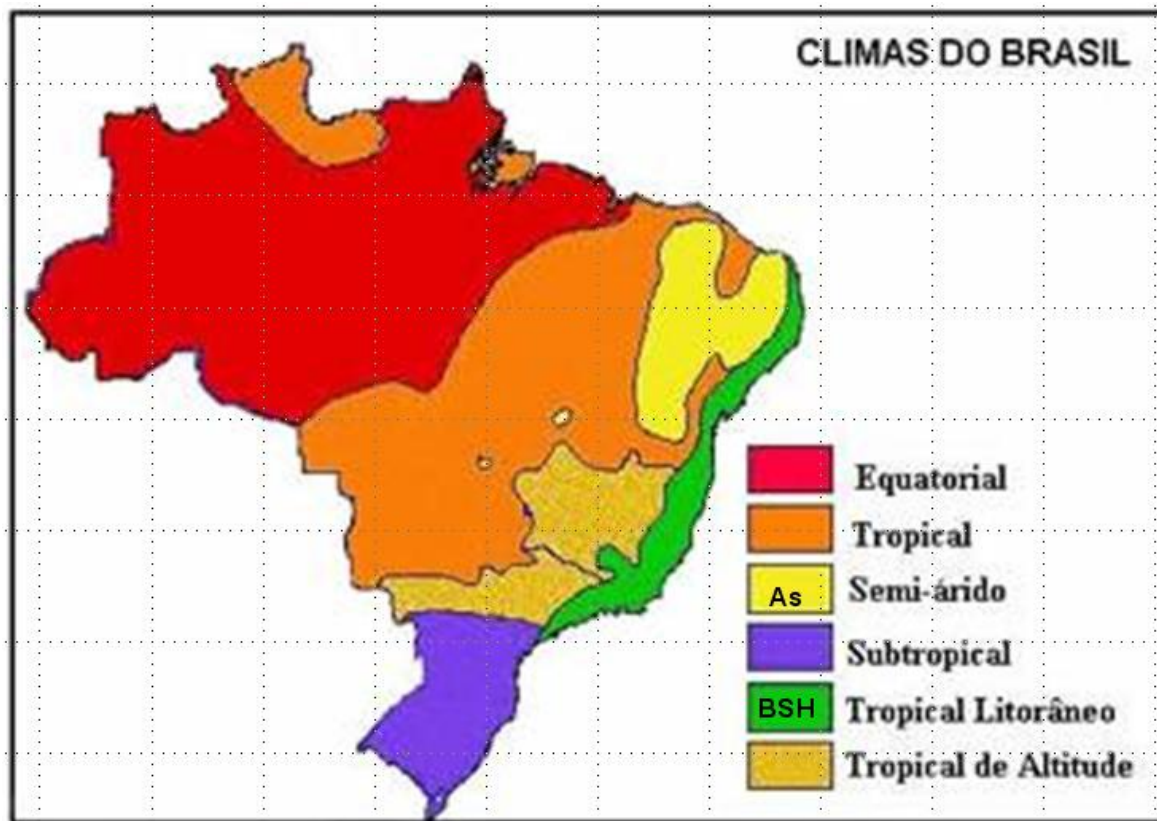 CLIMAS DO BRASIL
Equatorial
Tropical
As Semi-árido
Subtropical
BSH Tropical Litorâneo
Tropical de Altitude